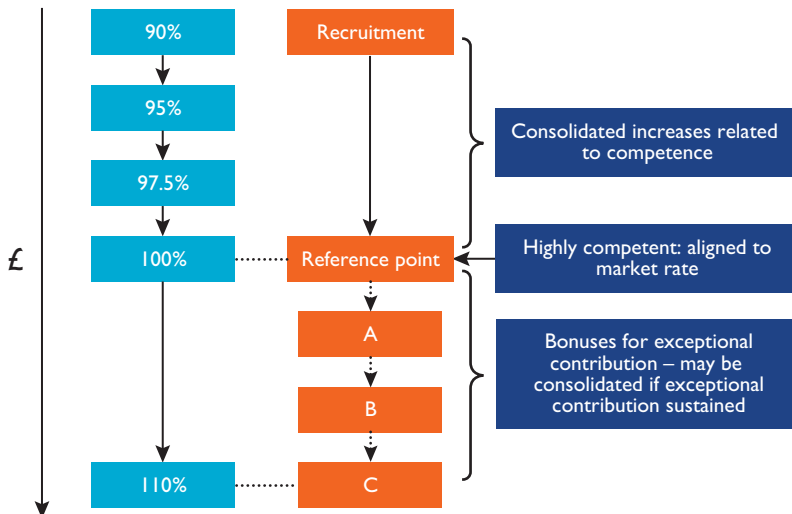 90%
Recruitment
95%
Consolidated increases related
to competence
97.5%
£
100%
Reference point
Highly competent: aligned to
market rate
A
Bonuses for exceptional
contribution – may be
consolidated if exceptional
contribution sustained
B
110%
C